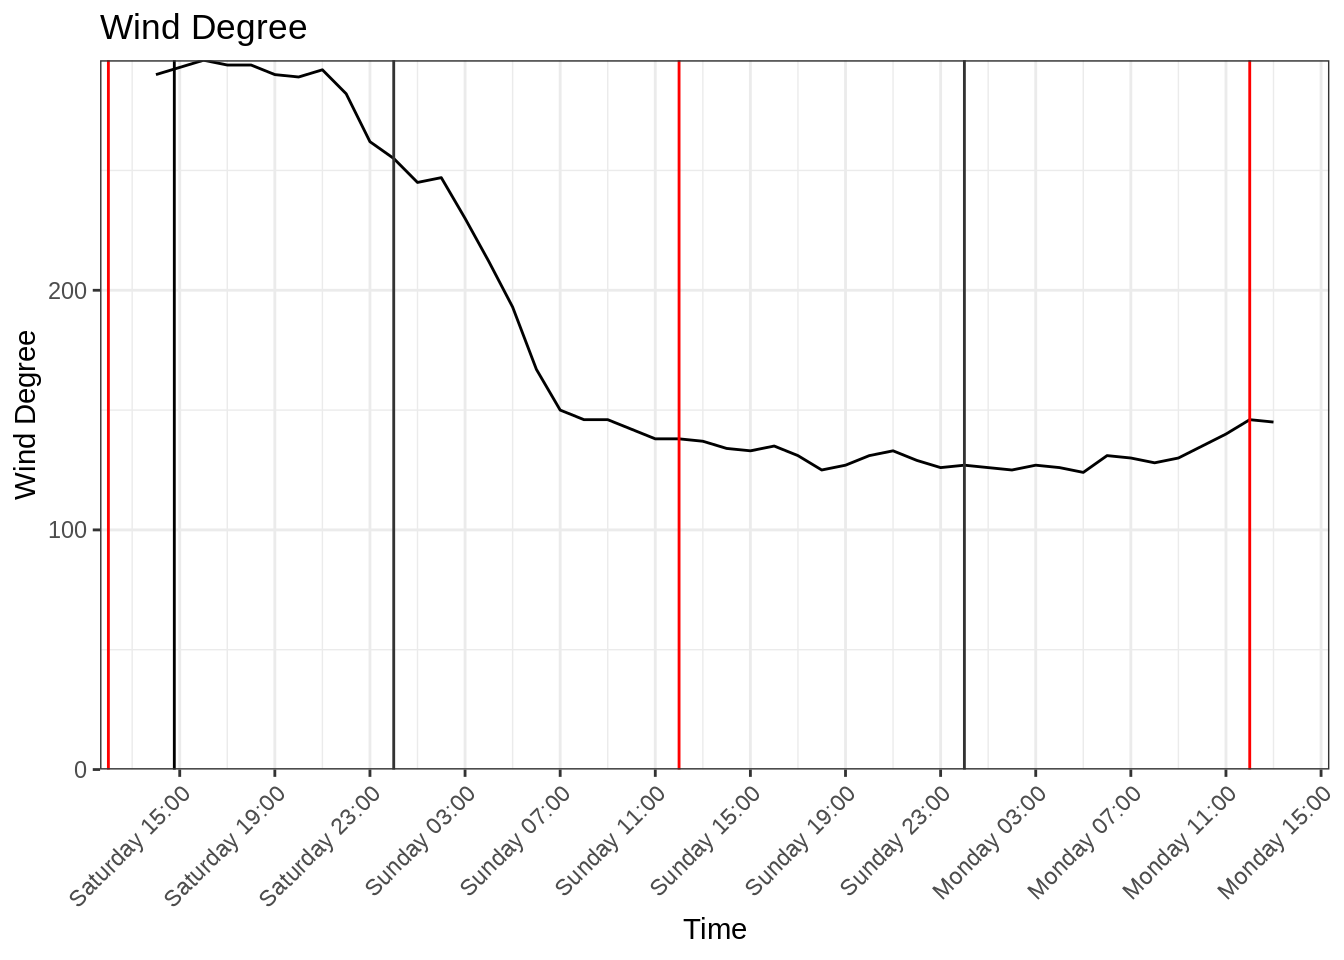 Wind Degree
Wind Degree
200
100
0
Saturday 15:00
Saturday 19:00
Saturday 23:00
Sunday 03:00
Sunday 07:00
Sunday 11:00
Sunday 15:00
Sunday 19:00
Sunday 23:00
Monday 03:00
Monday 07:00
Monday 11:00
Monday 15:00
Time